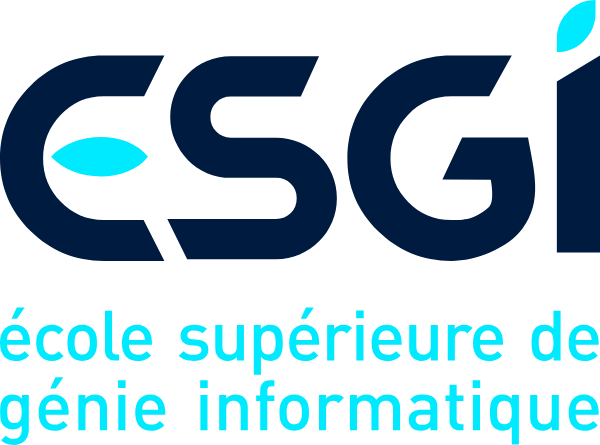 ESGI
école supérieure de
génie informatique